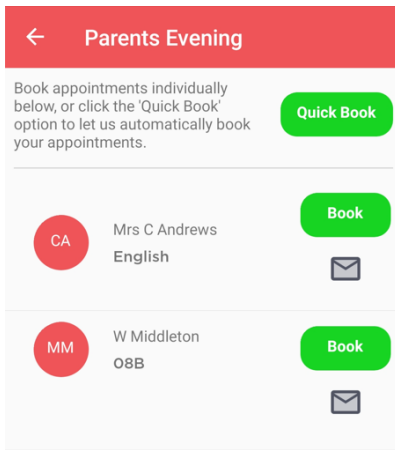 Parents Evening
Book appointments individually
below, or click the 'Quick Book'
option to let us automatically book
your appointments.
Quick Book
CA
Mrs C Andrews
English
Book
MM
W Middleton
08B
Book